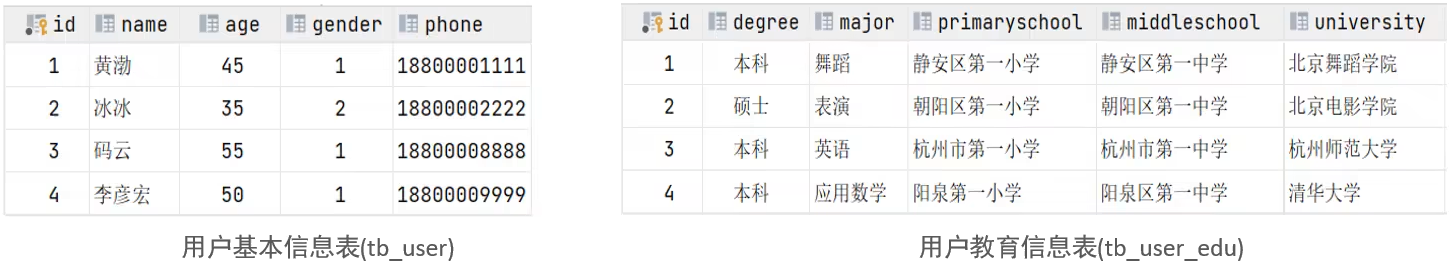 id name age gender phone
1 黄渤 45 1 18800001111
2 冰冰 35 2 18800002222
3 码云 55 1 18800008888
4 李彦宏 50 1 18800009999
用户基本信息表(tb_user)
id degree major primaryschool middleschool university
1 本科 舞蹈 静安区第一小学 静安区第一中学 北京舞蹈学院
2 硕士 表演 朝阳区第一小学 朝阳区第一中学 北京电影学院
3 本科 英语 杭州市第一小学 杭州市第一中学 杭州师范大学
4 本科 应用数学 阳泉第一小学 阳泉区第一中学 清华大学
用户教育信息表(tb_user_edu)